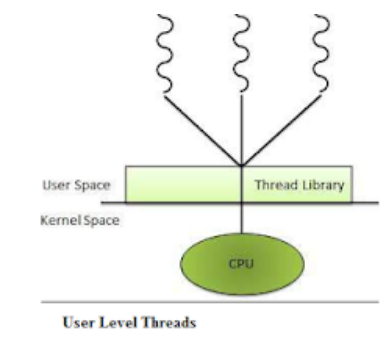 User Space
Thread Library
Kernel Space
CPU
User Level Threads